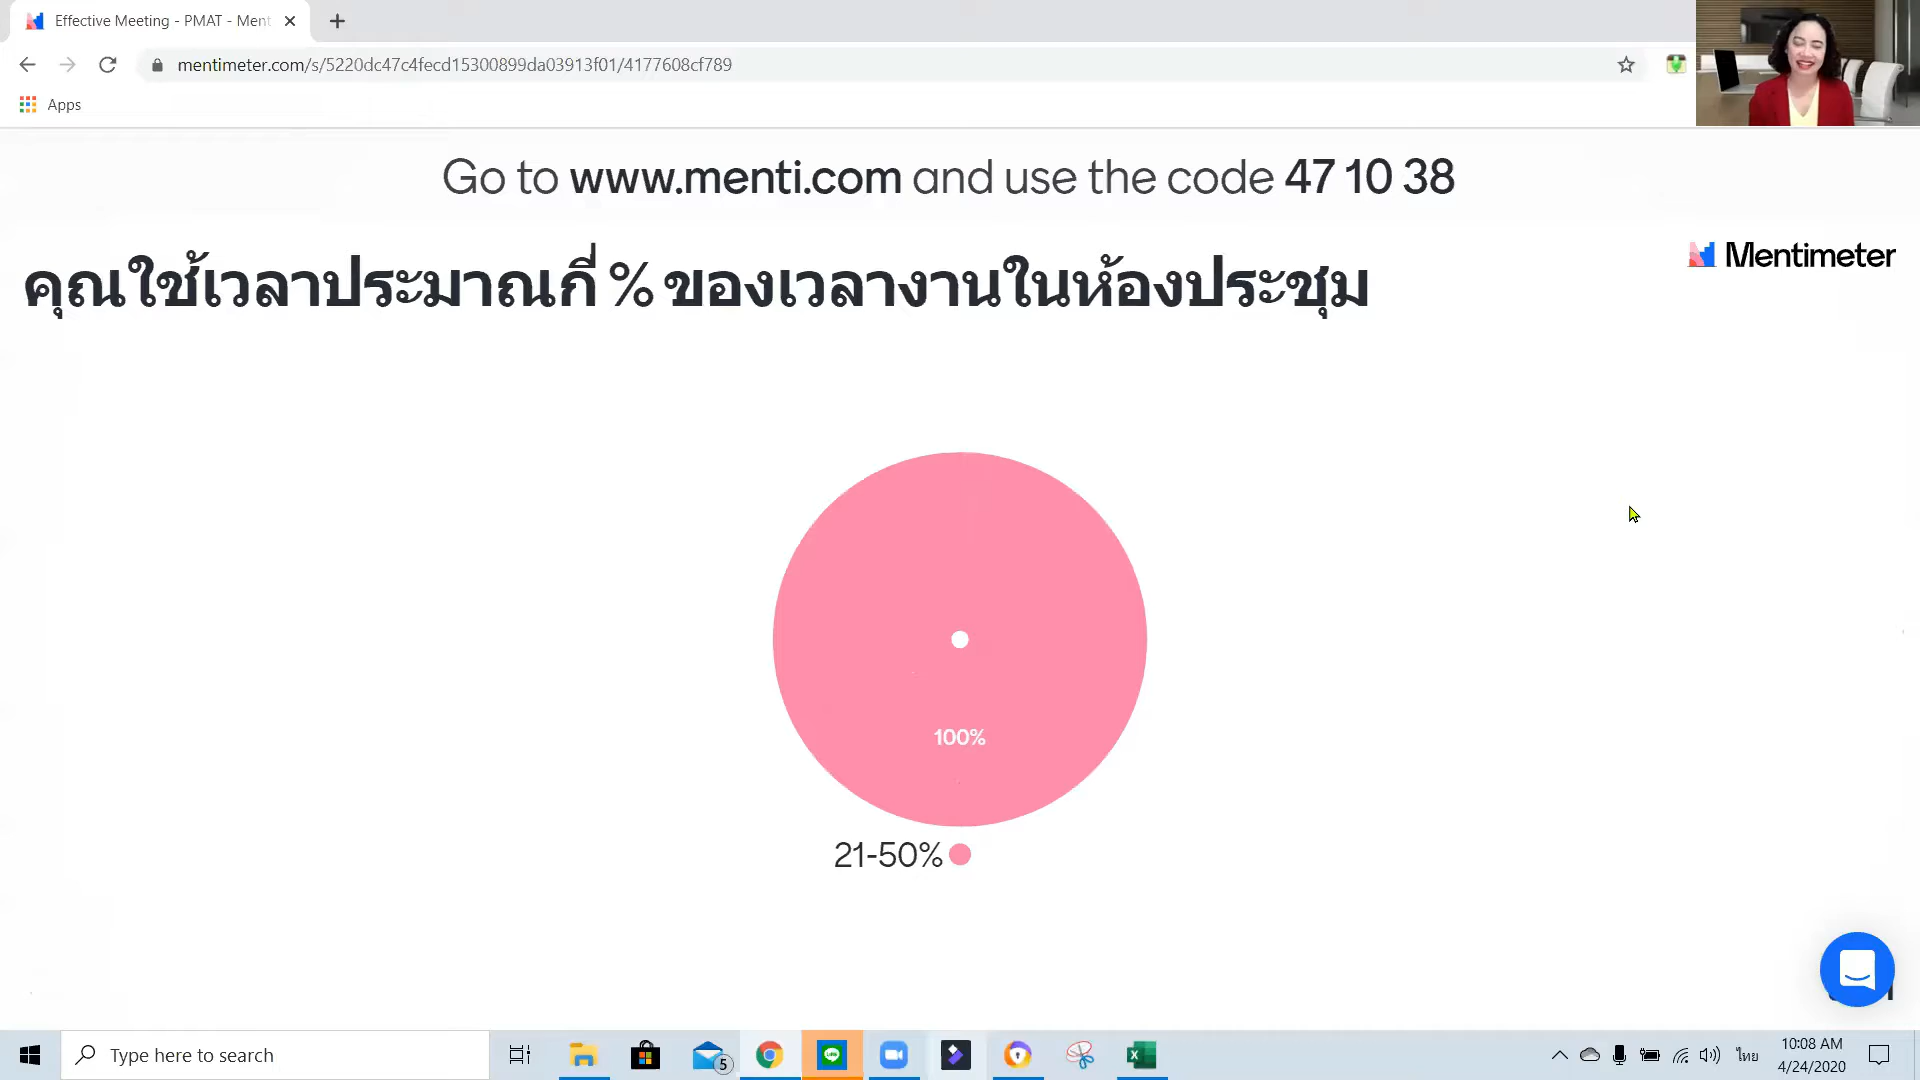 Effective Meeting - PMAT - Ment
mentimeter.com/s/5220dc47c4fecd15300899da03913f01/4177608cf789
Apps
Go to www.menti.com and use the code 47 10 38
คุณใช้เวลาประมาณกี่ % ของเวลางานในห้องประชุม
Mentimeter
100%
21-50%
Type here to search
5
ไทย
10:08 AM
4/24/2020